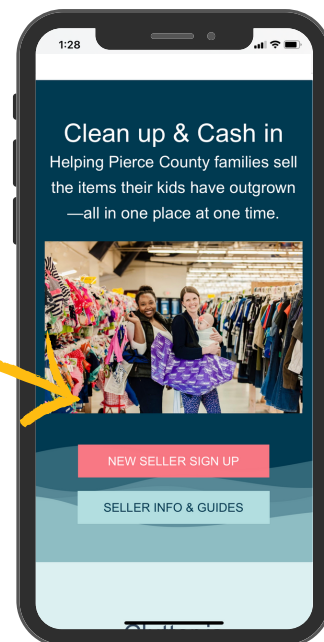 1:28
Clean up & Cash in
Helping Pierce County families sell
the items their kids have outgrown
—all in one place at one time.
NEW SELLER SIGN UP
SELLER INFO & GUIDES